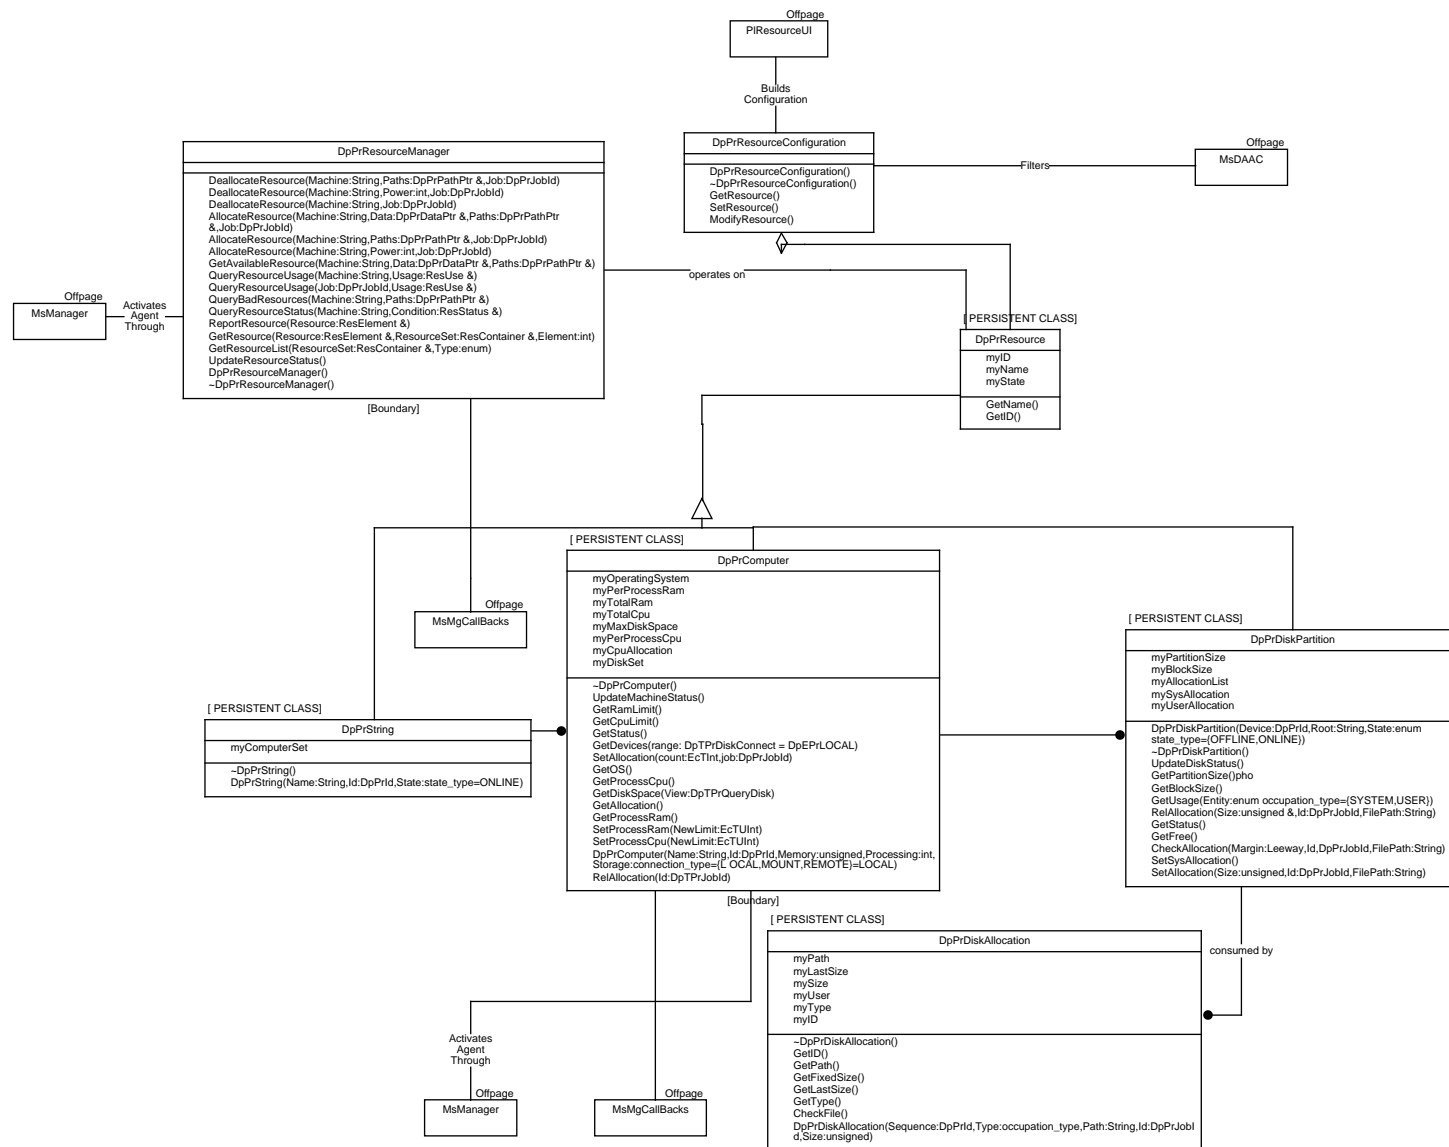 Offpage
PlResourceUI
Builds
Configuration
DpPrResourceConfiguration
DpPrResourceConfiguration()
~DpPrResourceConfiguration()
GetResource()
SetResource()
ModifyResource()
Filters
Offpage
MsDAAC
DpPrResourceManager
DeallocateResource(Machine:String,Paths:DpPrPathPtr &,Job:DpPrJobId)
DeallocateResource(Machine:String,Power:int,Job:DpPrJobId)
DeallocateResource(Machine:String,Job:DpPrJobId)
AllocateResource(Machine:String,Data:DpPrDataPtr &,Paths:DpPrPathPtr
&,Job:DpPrJobId)
AllocateResource(Machine:String,Paths:DpPrPathPtr &,Job:DpPrJobId)
AllocateResource(Machine:String,Power:int,Job:DpPrJobId)
GetAvailableResource(Machine:String,Data:DpPrDataPtr &,Paths:DpPrPathPtr &)
QueryResourceUsage(Machine:String,Usage:ResUse &)
QueryResourceUsage(Job:DpPrJobId,Usage:ResUse &)
QueryBadResources(Machine:String,Paths:DpPrPathPtr &)
QueryResourceStatus(Machine:String,Condition:ResStatus &)
ReportResource(Resource:ResElement &)
GetResource(Resource:ResElement &,ResourceSet:ResContainer &,Element:int)
GetResourceList(ResourceSet:ResContainer &,Type:enum)
UpdateResourceStatus()
DpPrResourceManager()
~DpPrResourceManager()
[Boundary]
Offpage
MsManager
Activates
Agent
Through
operates on
[ PERSISTENT CLASS]
DpPrResource
myID
myName
myState
GetName()
GetID()
Offpage
MsMgCallBacks
[ PERSISTENT CLASS]
DpPrString
myComputerSet
~DpPrString()
DpPrString(Name:String,Id:DpPrId,State:state_type=ONLINE)
[ PERSISTENT CLASS]
DpPrComputer
myOperatingSystem
myPerProcessRam
myTotalRam
myTotalCpu
myMaxDiskSpace
myPerProcessCpu
myCpuAllocation
myDiskSet
~DpPrComputer()
UpdateMachineStatus()
GetRamLimit()
GetCpuLimit()
GetStatus()
GetDevices(range: DpTPrDiskConnect = DpEPrLOCAL)
SetAllocation(count:EcTInt,job:DpPrJobId)
GetOS()
GetProcessCpu()
GetDiskSpace(View:DpTPrQueryDisk)
GetAllocation()
GetProcessRam()
SetProcessRam(NewLimit:EcTUInt)
SetProcessCpu(NewLimit:EcTUInt)
DpPrComputer(Name:String,Id:DpPrId,Memory:unsigned,Processing:int,
Storage:connection_type={L OCAL,MOUNT,REMOTE}=LOCAL)
RelAllocation(Id:DpTPrJobId)
[Boundary]
[ PERSISTENT CLASS]
DpPrDiskPartition
myPartitionSize
myBlockSize
myAllocationList
mySysAllocation
myUserAllocation
DpPrDiskPartition(Device:DpPrId,Root:String,State:enum
state_type={OFFLINE,ONLINE})
~DpPrDiskPartition()
UpdateDiskStatus()
GetPartitionSize()pho
GetBlockSize()
GetUsage(Entity:enum occupation_type={SYSTEM,USER})
RelAllocation(Size:unsigned &,Id:DpPrJobId,FilePath:String)
GetStatus()
GetFree()
CheckAllocation(Margin:Leeway,Id,DpPrJobId,FilePath:String)
SetSysAllocation()
SetAllocation(Size:unsigned,Id:DpPrJobId,FilePath:String)
consumed by
[ PERSISTENT CLASS]
DpPrDiskAllocation
myPath
myLastSize
mySize
myUser
myType
myID
~DpPrDiskAllocation()
GetID()
GetPath()
GetFixedSize()
GetLastSize()
GetType()
CheckFile()
DpPrDiskAllocation(Sequence:DpPrId,Type:occupation_type,Path:String,Id:DpPrJobI
d,Size:unsigned)
Activates
Agent
Through
Offpage
MsManager
Offpage
MsMgCallBacks